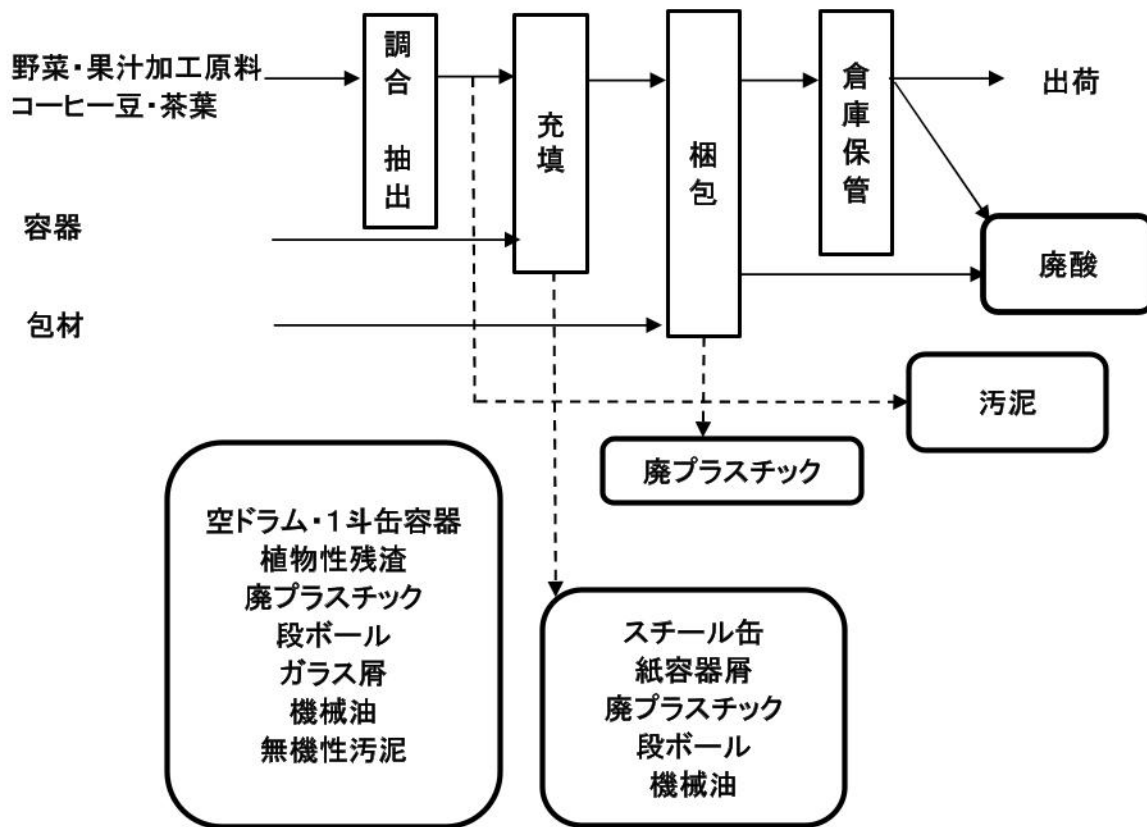 野菜・果汁加工原料
コーヒー豆・茶葉
調合　抽出
充填
梱包
倉庫保管
出荷
容器
廃酸
包材
汚泥
廃プラスチック
空ドラム・１斗缶容器
植物性残渣
廃プラスチック
段ボール
ガラス屑
機械油
無機性汚泥
スチール缶
紙容器屑
廃プラスチック
段ボール
機械油